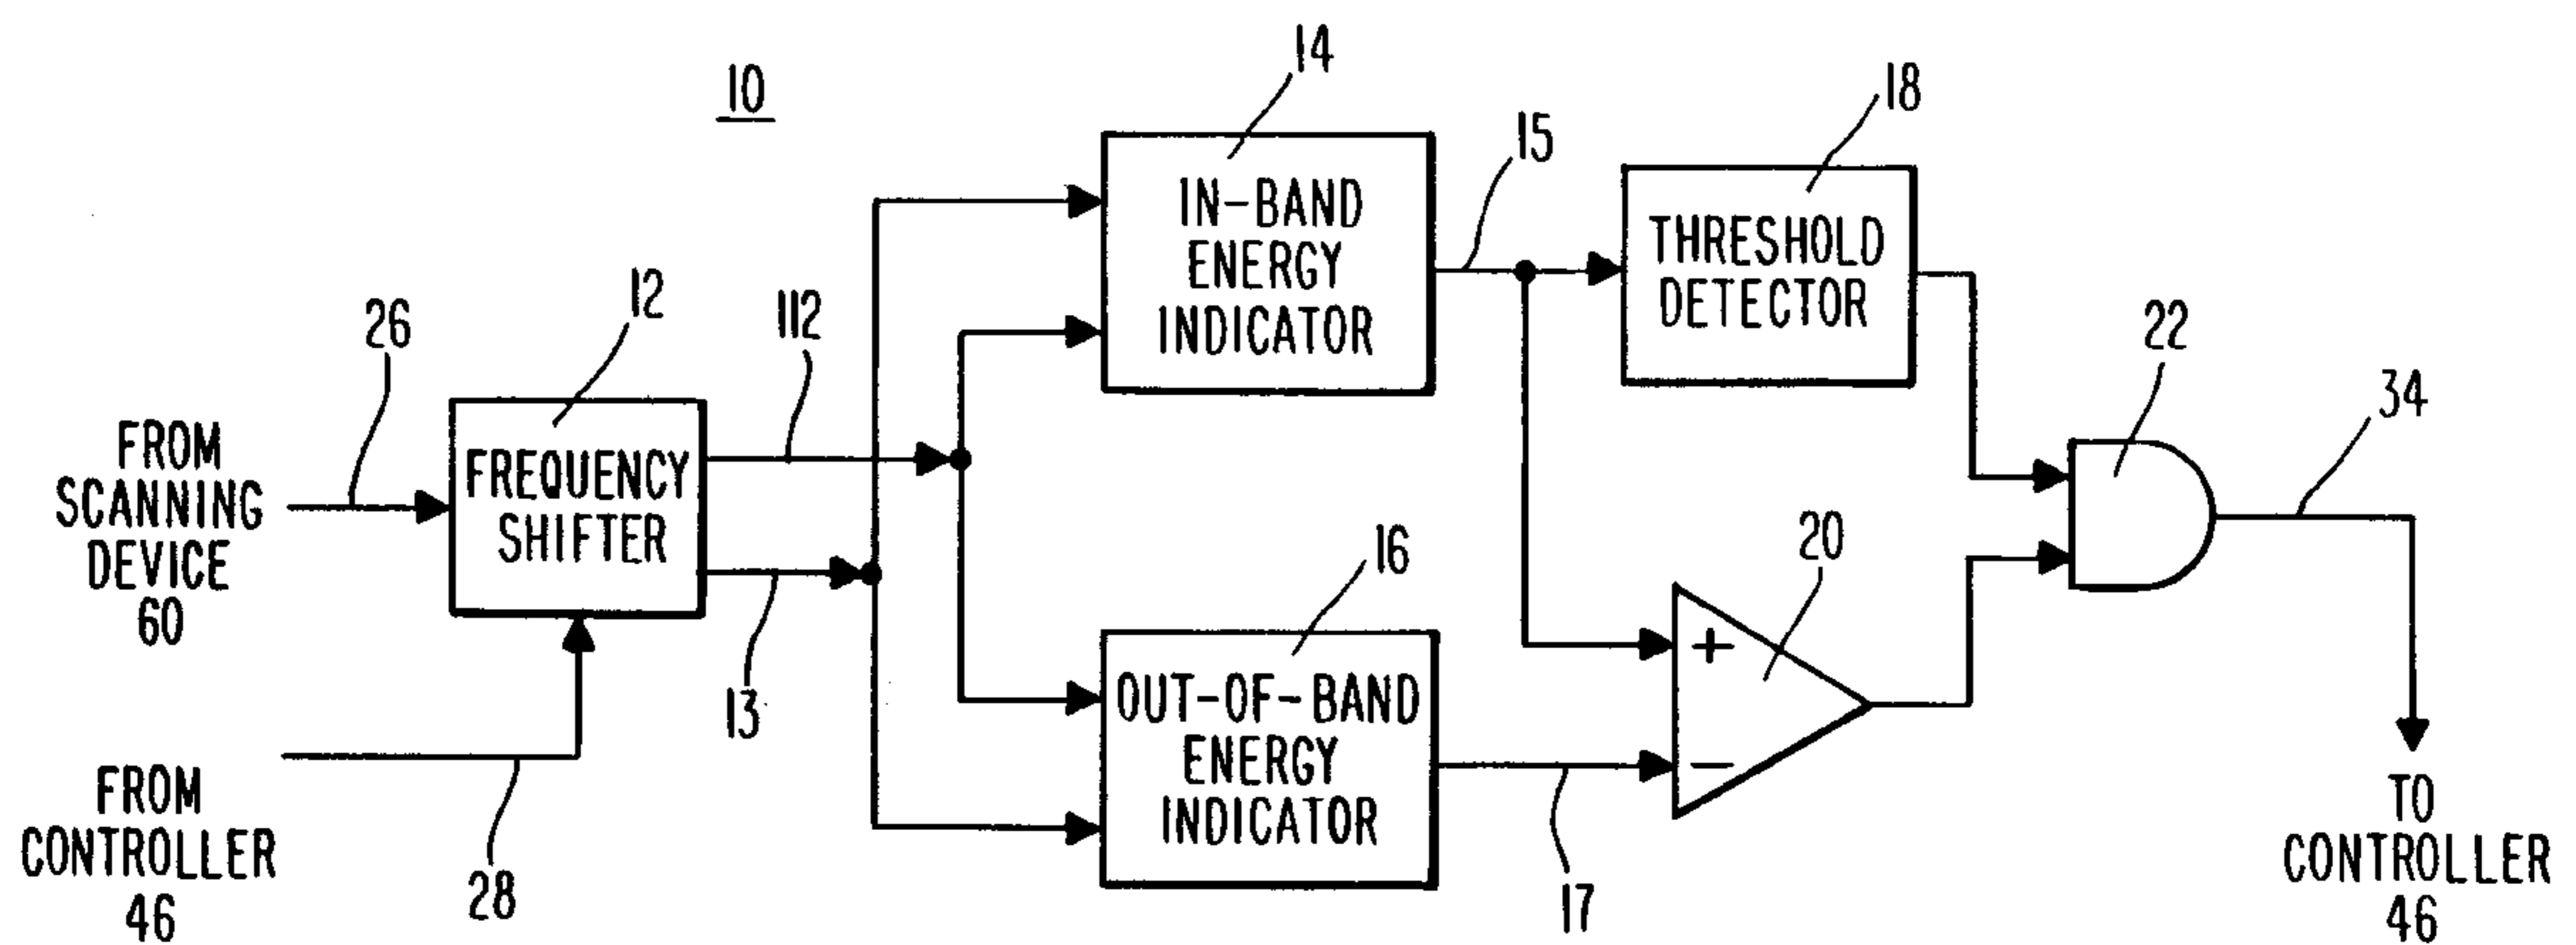 10
14
18
15
IN-BAND
ENERGY
INDICATOR
THRESHOLD
DETECTOR
26
12
112
22
34
FROM
SCANNING
DEVICE
60
FREQUENCY
SHIFTER
13
16
20
OUT-OF-BAND
ENERGY
INDICATOR
+
−
17
FROM
CONTROLLER
46
28
TO
CONTROLLER
46